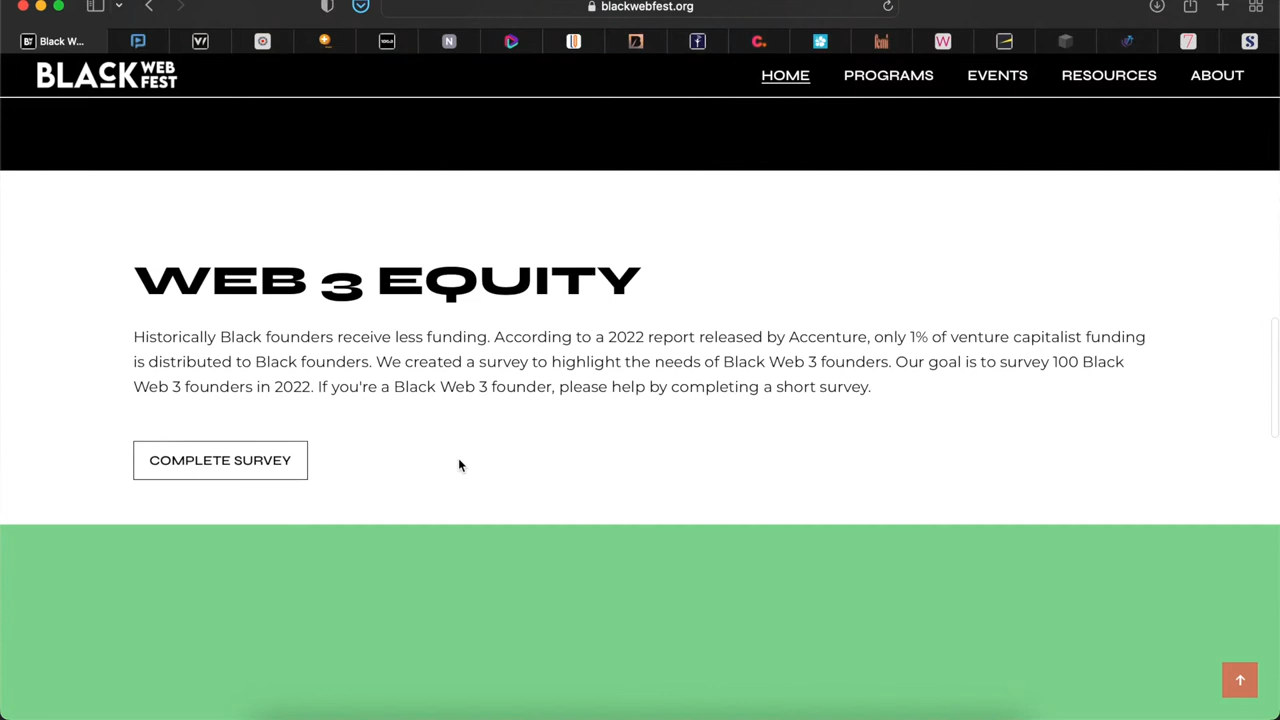 blackwebfest.org
Black W...
BLACK WEB FEST
HOME PROGRAMS EVENTS RESOURCES ABOUT
WEB 3 EQUITY
Historically Black founders receive less funding. According to a 2022 report released by Accenture, only 1% of venture capitalist funding
is distributed to Black founders. We created a survey to highlight the needs of Black Web 3 founders. Our goal is to survey 100 Black
Web 3 founders in 2022. If you're a Black Web 3 founder, please help by completing a short survey.
COMPLETE SURVEY